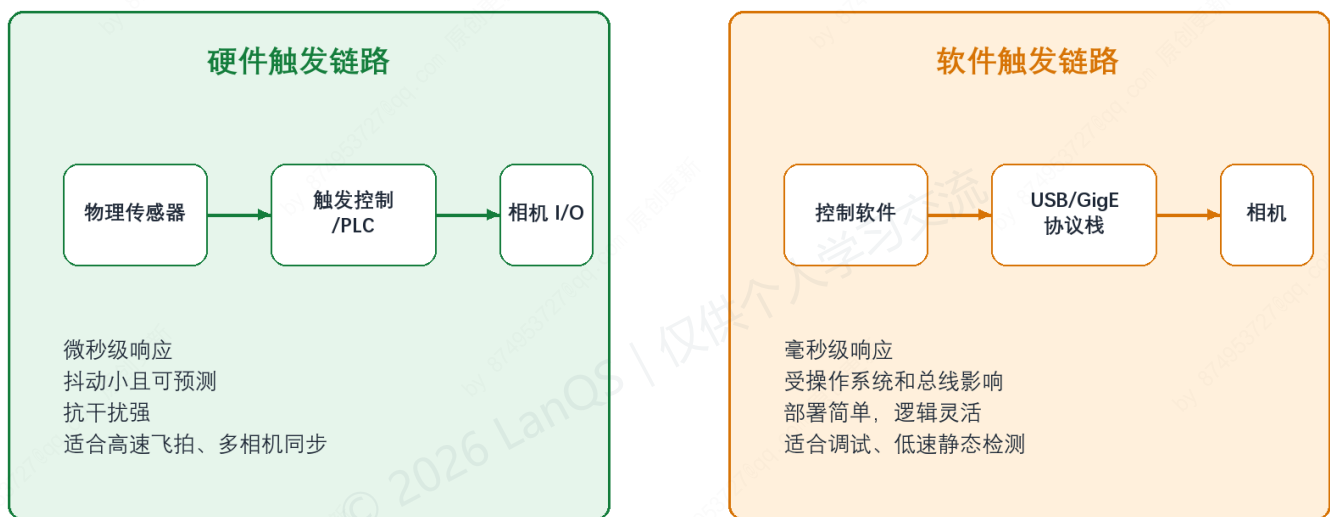 硬件触发链路
物理传感器
触发控制
/PLC
相机 I/O
微秒级响应
抖动小且可预测
抗干扰强
适合高速飞拍、多相机同步
软件触发链路
控制软件
USB/GigE
协议栈
相机
毫秒级响应
受操作系统和总线影响
部署简单，逻辑灵活
适合调试、低速静态检测
© 2026 LanQS | 仅供个人学习交流